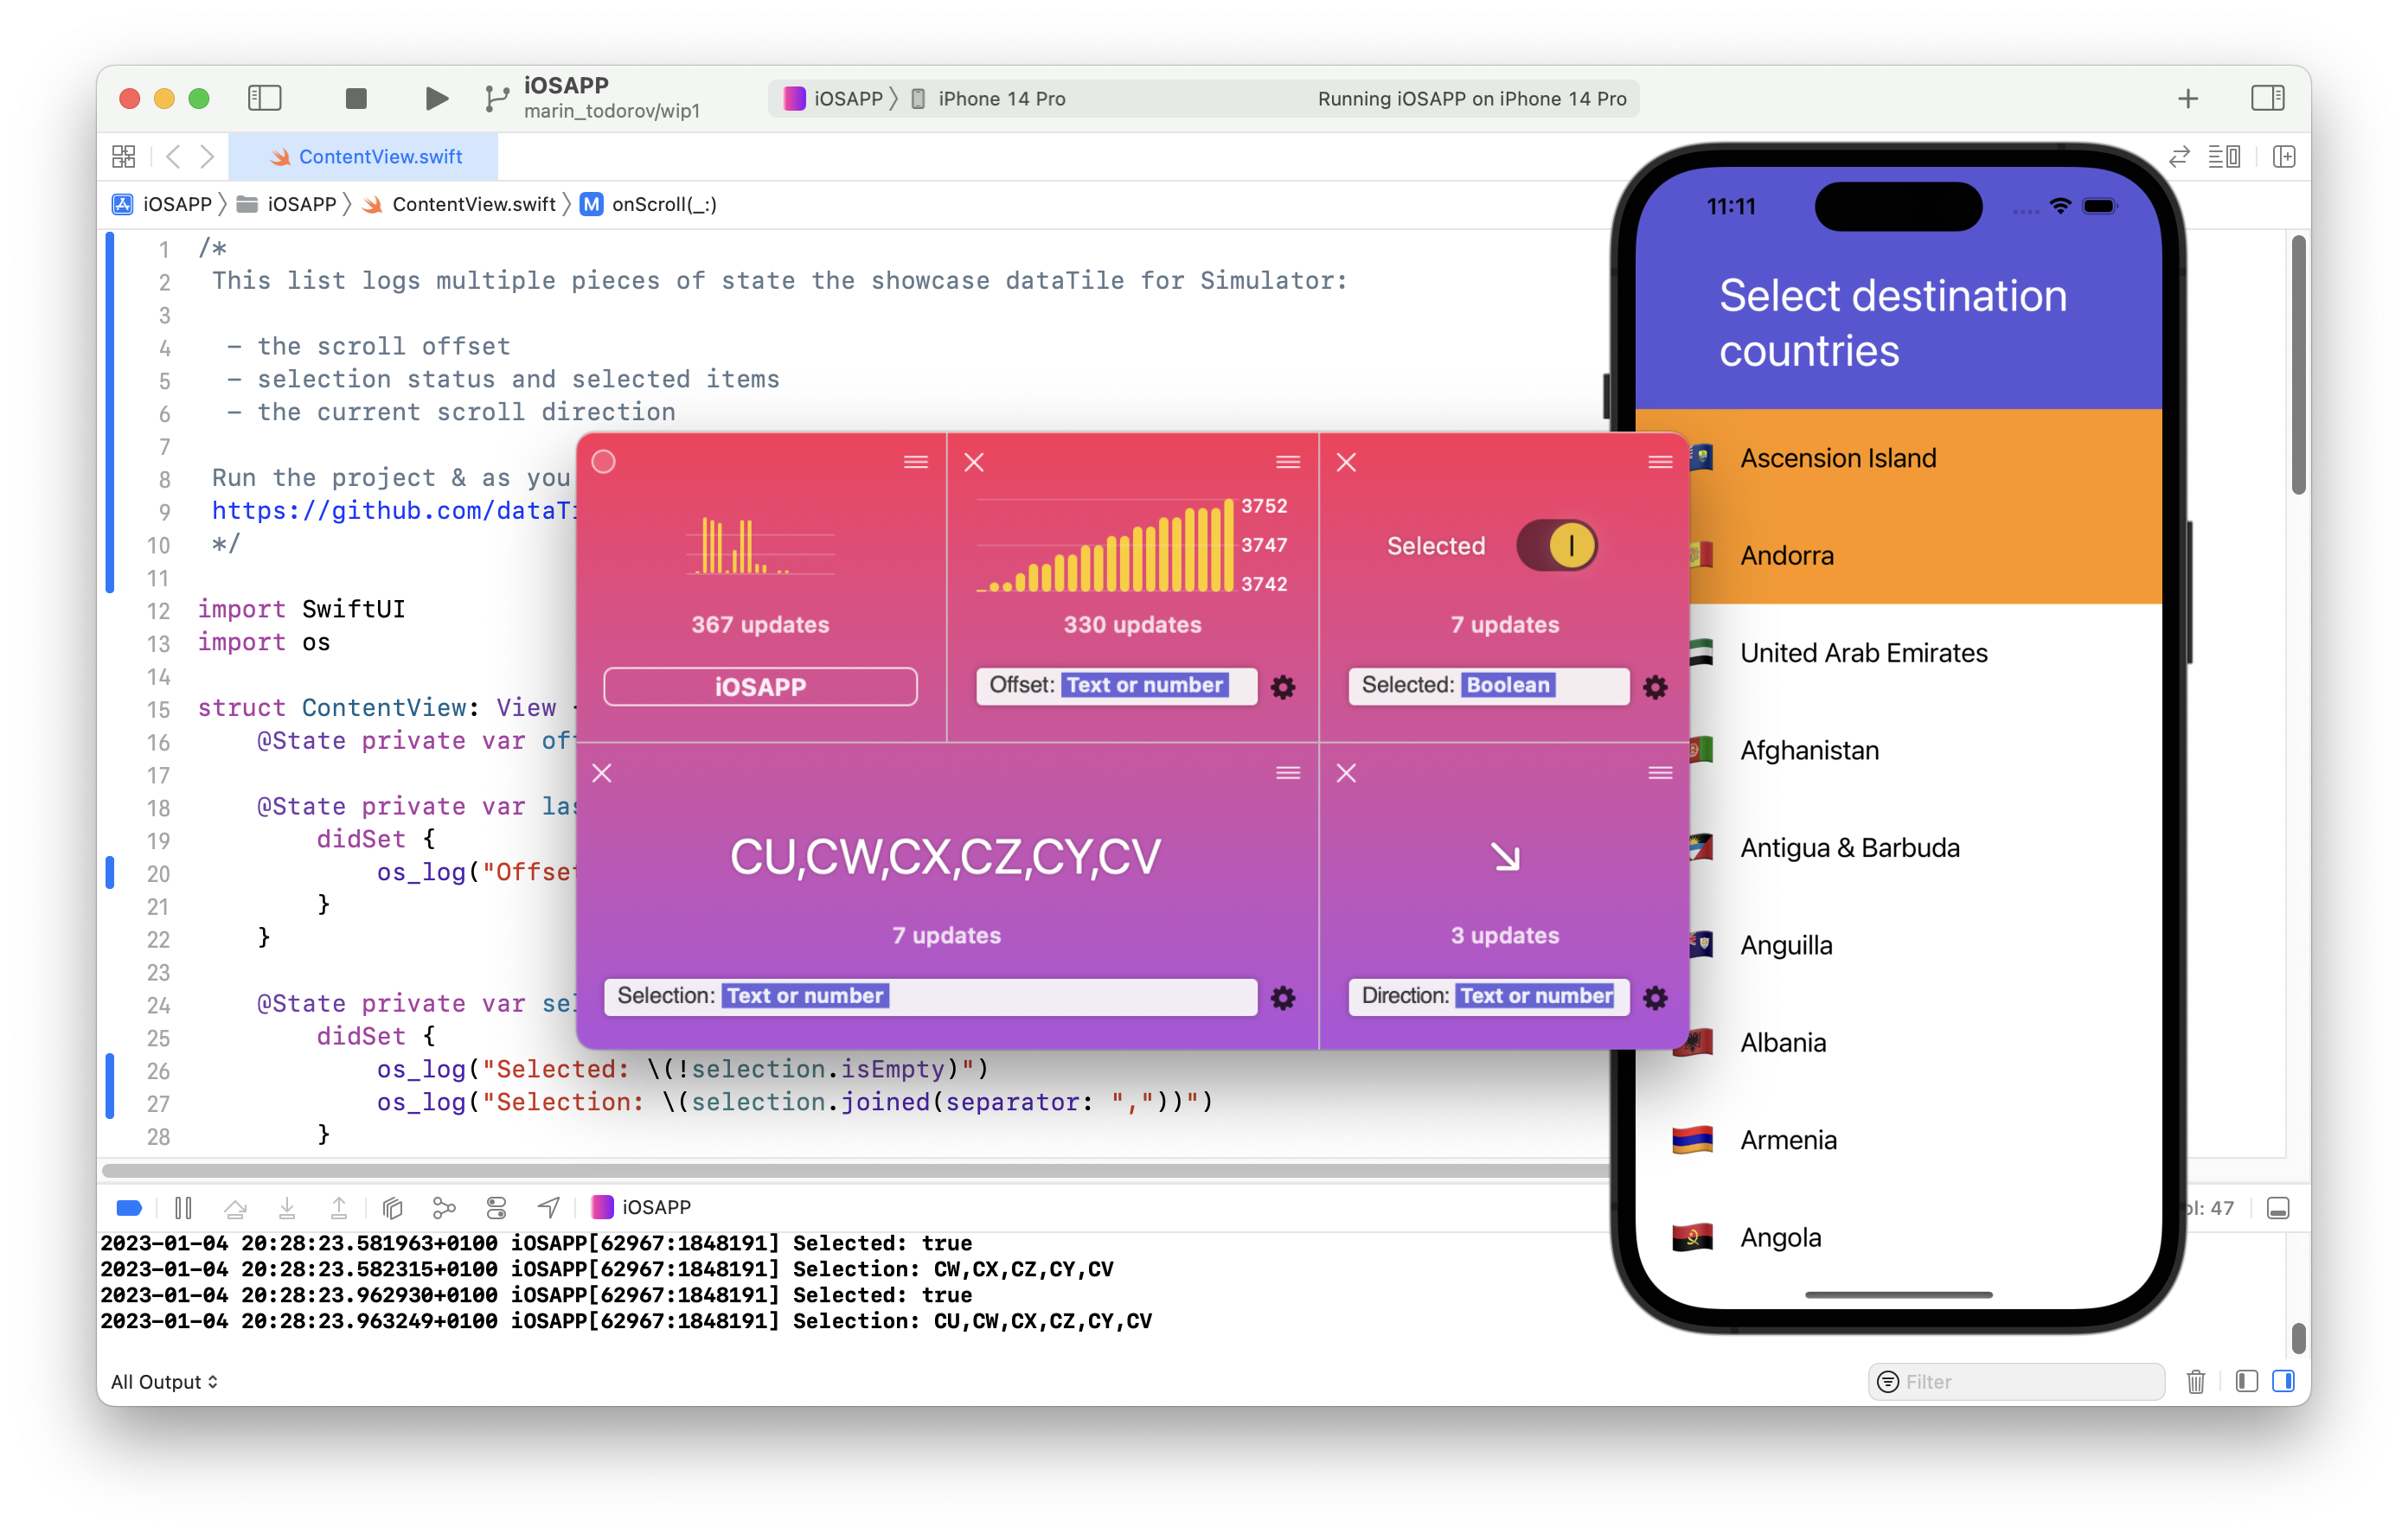 iOSAPP
marin_todorov/wip1
iOSAPP
iPhone 14 Pro
Running iOSAPP on iPhone 14 Pro
ContentView.swift
iOSAPP
iOSAPP
ContentView.swift
M
onScroll(_:)
1 /*
2 This list logs multiple pieces of state the showcase dataTile for Simulator:
3
4 - the scroll offset
5 - selection status and selected items
6 - the current scroll direction
7
8 Run the project & as you
9 https://github.com/dataT
10 */
11
12 import SwiftUI
13 import os
14
15 struct ContentView: View
16 @State private var of
17
18 @State private var las
19 didSet {
20 os_log("Offset
21 }
22 }
23
24 @State private var sel
25 didSet {
26 os_log("Selected: \(!selection.isEmpty)")
27 os_log("Selection: \(selection.joined(separator: ","))")
28 }
367 updates
iOSAPP
3752
3747
3742
330 updates
Offset: Text or number
Selected
7 updates
Selected: Boolean
CU,CW,CX,CZ,CY,CV
7 updates
Selection: Text or number
3 updates
Direction: Text or number
11:11
Select destination
countries
Ascension Island
Andorra
United Arab Emirates
Afghanistan
Antigua & Barbuda
Anguilla
Albania
Armenia
Angola
iOSAPP
ol: 47
2023-01-04 20:28:23.581963+0100 iOSAPP[62967:1848191] Selected: true
2023-01-04 20:28:23.582315+0100 iOSAPP[62967:1848191] Selection: CW,CX,CZ,CY,CV
2023-01-04 20:28:23.962930+0100 iOSAPP[62967:1848191] Selected: true
2023-01-04 20:28:23.963249+0100 iOSAPP[62967:1848191] Selection: CU,CW,CX,CZ,CY,CV
All Output
Filter